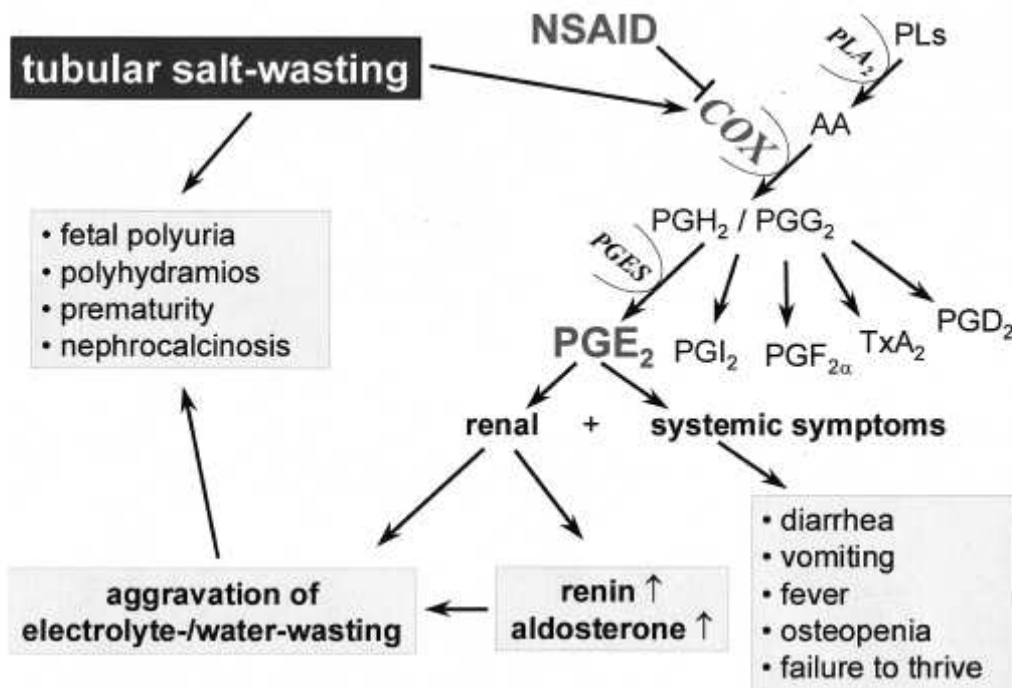 NSAID
PLA₂
PLs
tubular salt-wasting
COX
AA
• fetal polyuria
• polyhydramios
• prematurity
• nephrocalcinosis
PGH₂ / PGG₂
PGES
PGE₂
PGI₂
PGF₂α
TxA₂
PGD₂
renal + systemic symptoms
• diarrhea
• vomiting
• fever
• osteopenia
• failure to thrive
aggravation of
electrolyte-/water-wasting
renin ↑
aldosterone ↑